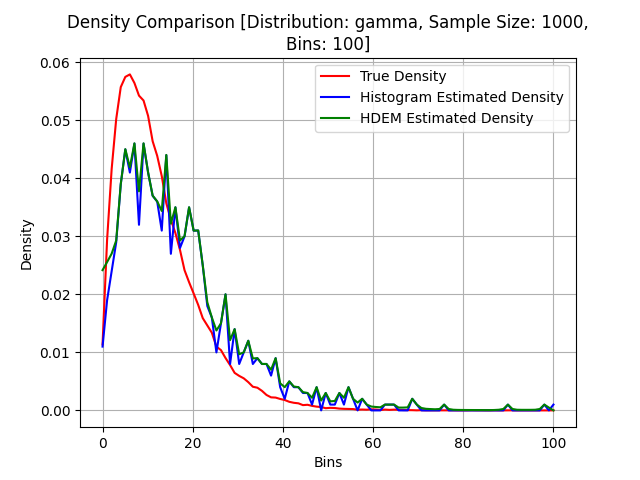 Density Comparison [Distribution: gamma, Sample Size: 1000,
Bins: 100]
True Density
Histogram Estimated Density
HDEM Estimated Density
Density
0.06
0.05
0.04
0.03
0.02
0.01
0.00
0 20 40 60 80 100
Bins